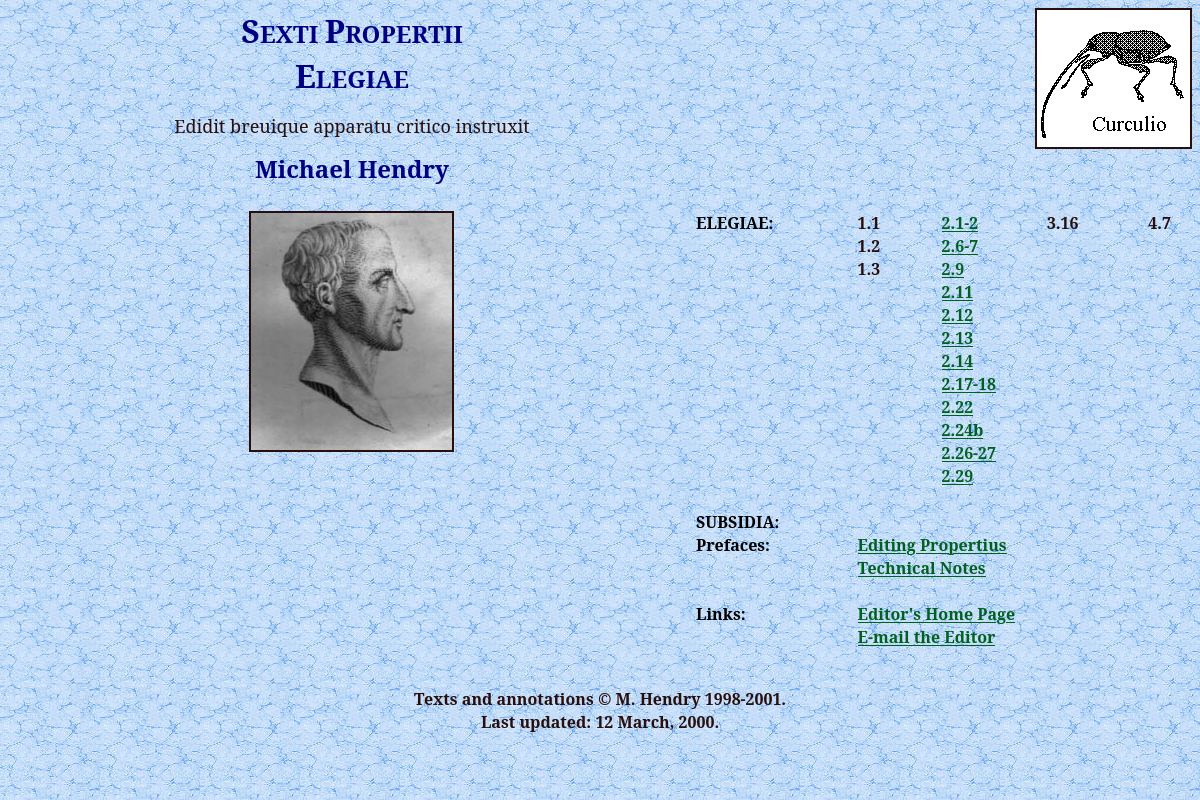 SEXTI PROPERTII
ELEGIAE
Edidit breuique apparatu critico instruxit
Michael Hendry
Curculio
ELEGIAE: 1.1 2.1-2 3.16 4.7
1.2 2.6-7
1.3 2.9
2.11
2.12
2.13
2.14
2.17-18
2.22
2.24b
2.26-27
2.29
SUBSIDIA:
Prefaces: Editing Propertius
Technical Notes
Links: Editor's Home Page
E-mail the Editor
Texts and annotations © M. Hendry 1998-2001.
Last updated: 12 March, 2000.